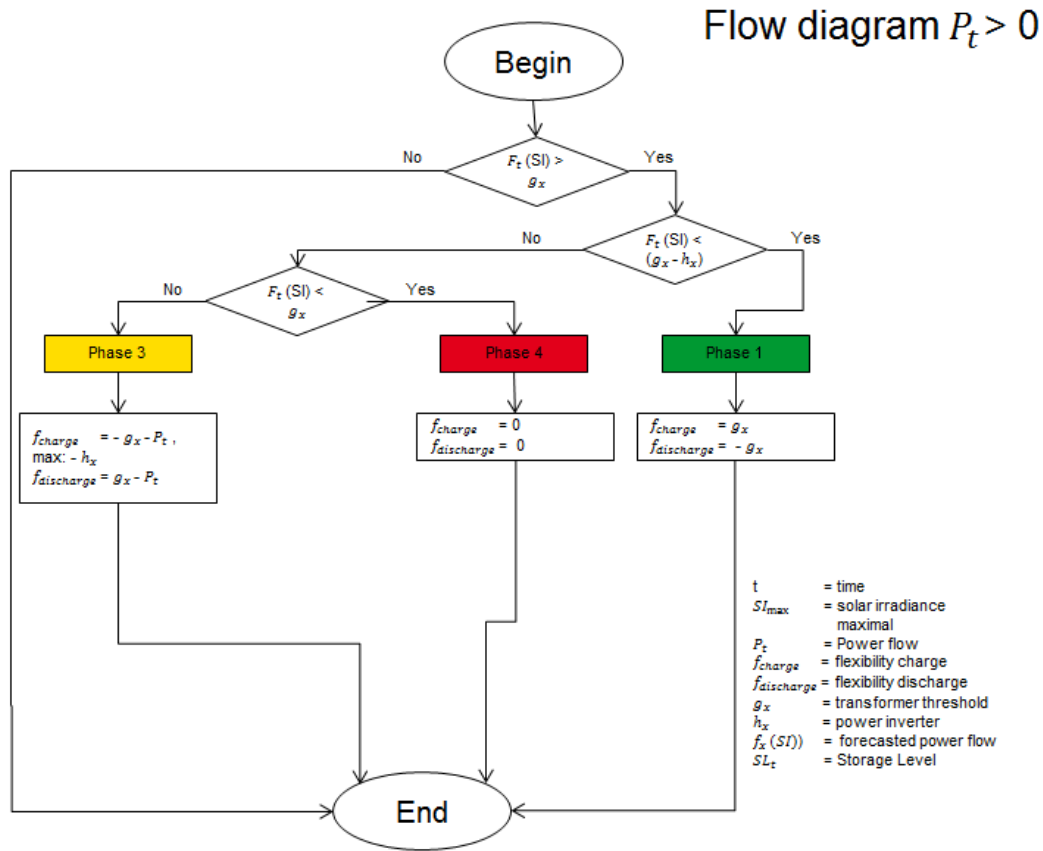 Flow diagram P_t > 0
Begin
No
F_t (SI) >
g_x
Yes
No
F_t (SI) <
(g_x - h_x)
Yes
No
F_t (SI) <
g_x
Yes
Phase 3
Phase 4
Phase 1
f_charge = - g_x - P_t ,
max: - h_x
f_discharge = g_x - P_t
f_charge = 0
f_discharge = 0
f_charge = g_x
f_discharge = - g_x
t = time
SI_max = solar irradiance
maximal
P_t = Power flow
f_charge = flexibility charge
f_discharge = flexibility discharge
g_x = transformer threshold
h_x = power inverter
f_x (SI)) = forecasted power flow
SL_t = Storage Level
End